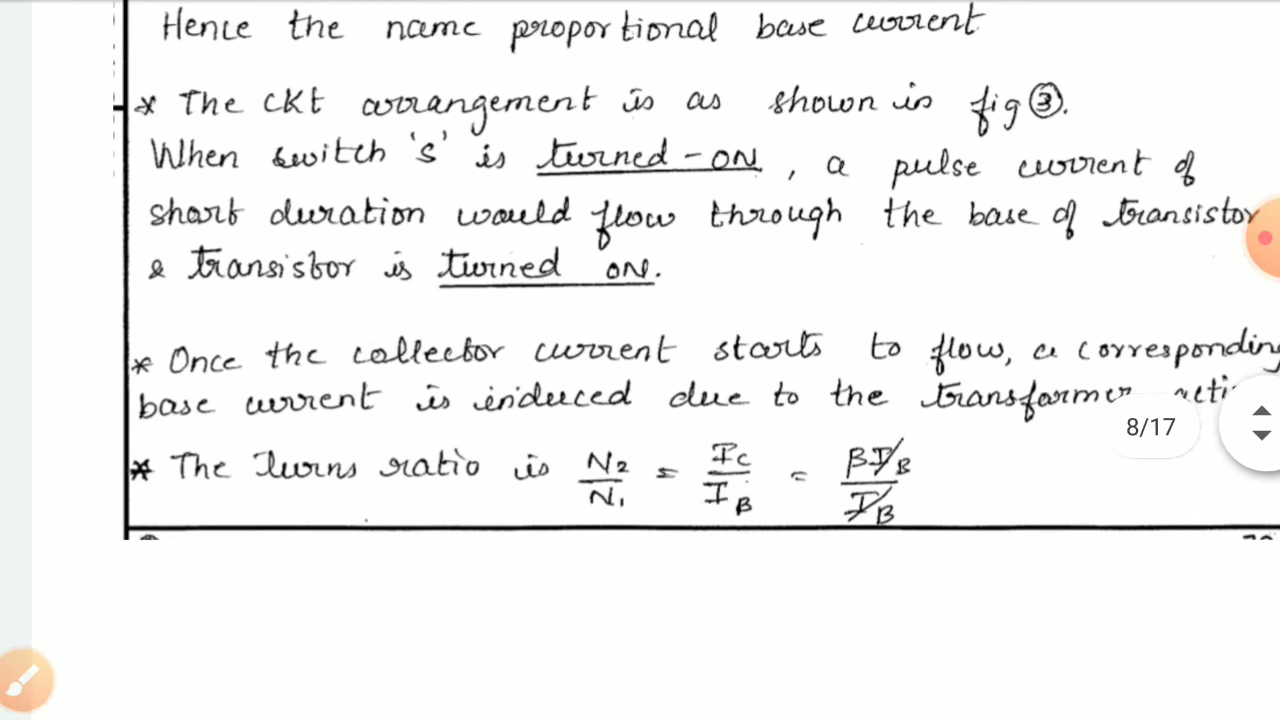 Hence the name proportional base current
* The CKT arrangement is as shown in fig ③.
When switch 's' is turned-ON, a pulse current of
short duration would flow through the base of transistor
& transistor is turned ON.
* Once the collector current starts to flow, a corresponding
base current is induced due to the transformer acti
8/17
* The turns ratio is N2/N1 = IC/IB = βIB/IB